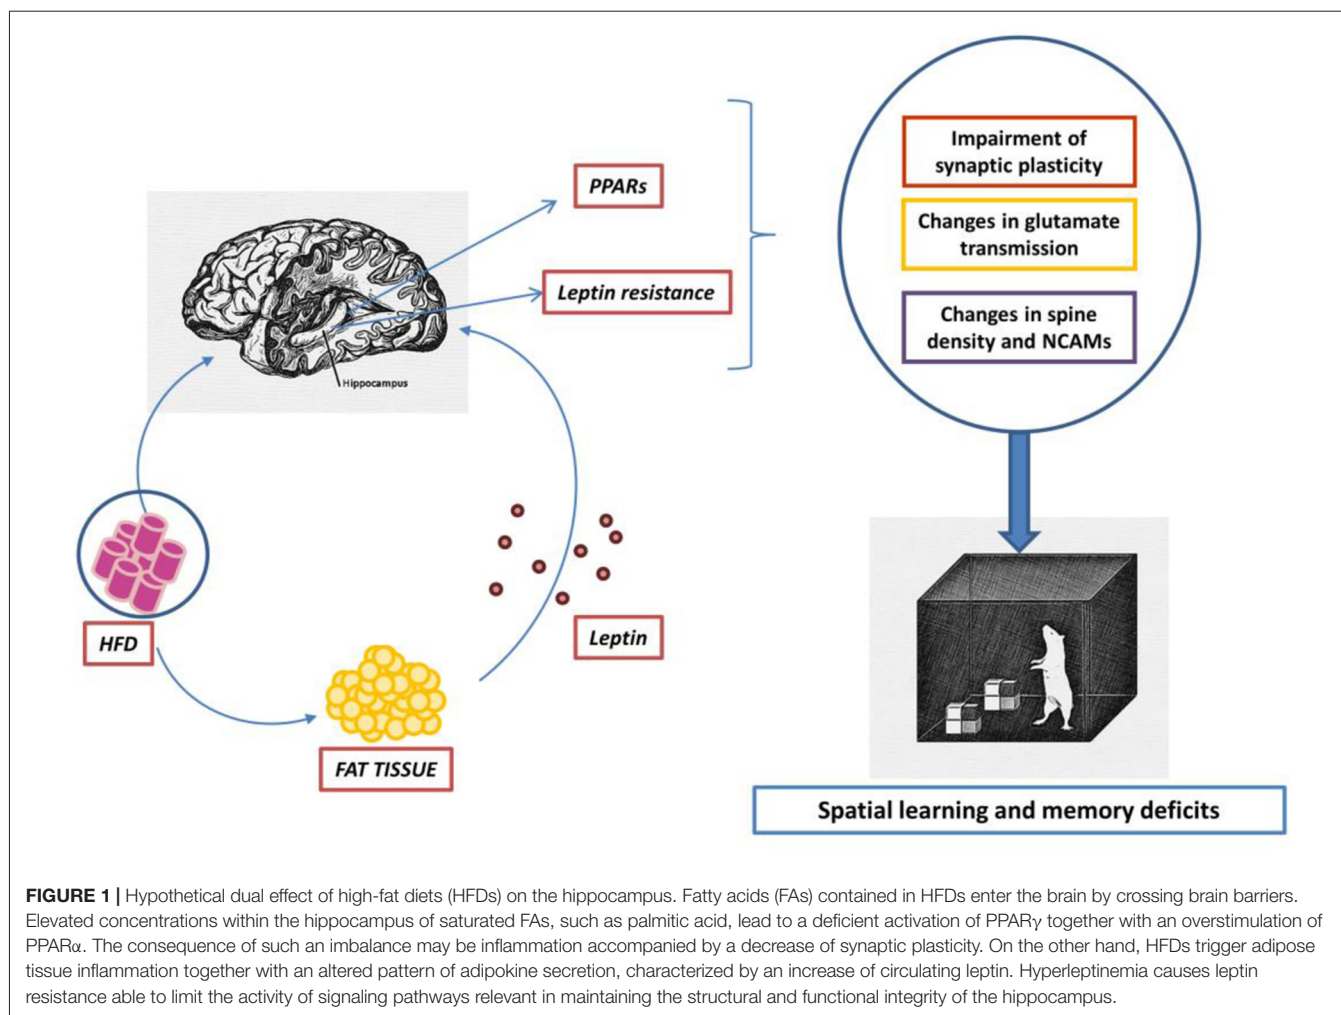 PPARs
Leptin resistance
Hippocampus
HFD
Leptin
FAT TISSUE
Impairment of
synaptic plasticity
Changes in glutamate
transmission
Changes in spine
density and NCAMs
Spatial learning and memory deficits
FIGURE 1 | Hypothetical dual effect of high-fat diets (HFDs) on the hippocampus. Fatty acids (FAs) contained in HFDs enter the brain by crossing brain barriers.
Elevated concentrations within the hippocampus of saturated FAs, such as palmitic acid, lead to a deficient activation of PPARγ together with an overstimulation of
PPARα. The consequence of such an imbalance may be inflammation accompanied by a decrease of synaptic plasticity. On the other hand, HFDs trigger adipose
tissue inflammation together with an altered pattern of adipokine secretion, characterized by an increase of circulating leptin. Hyperleptinemia causes leptin
resistance able to limit the activity of signaling pathways relevant in maintaining the structural and functional integrity of the hippocampus.